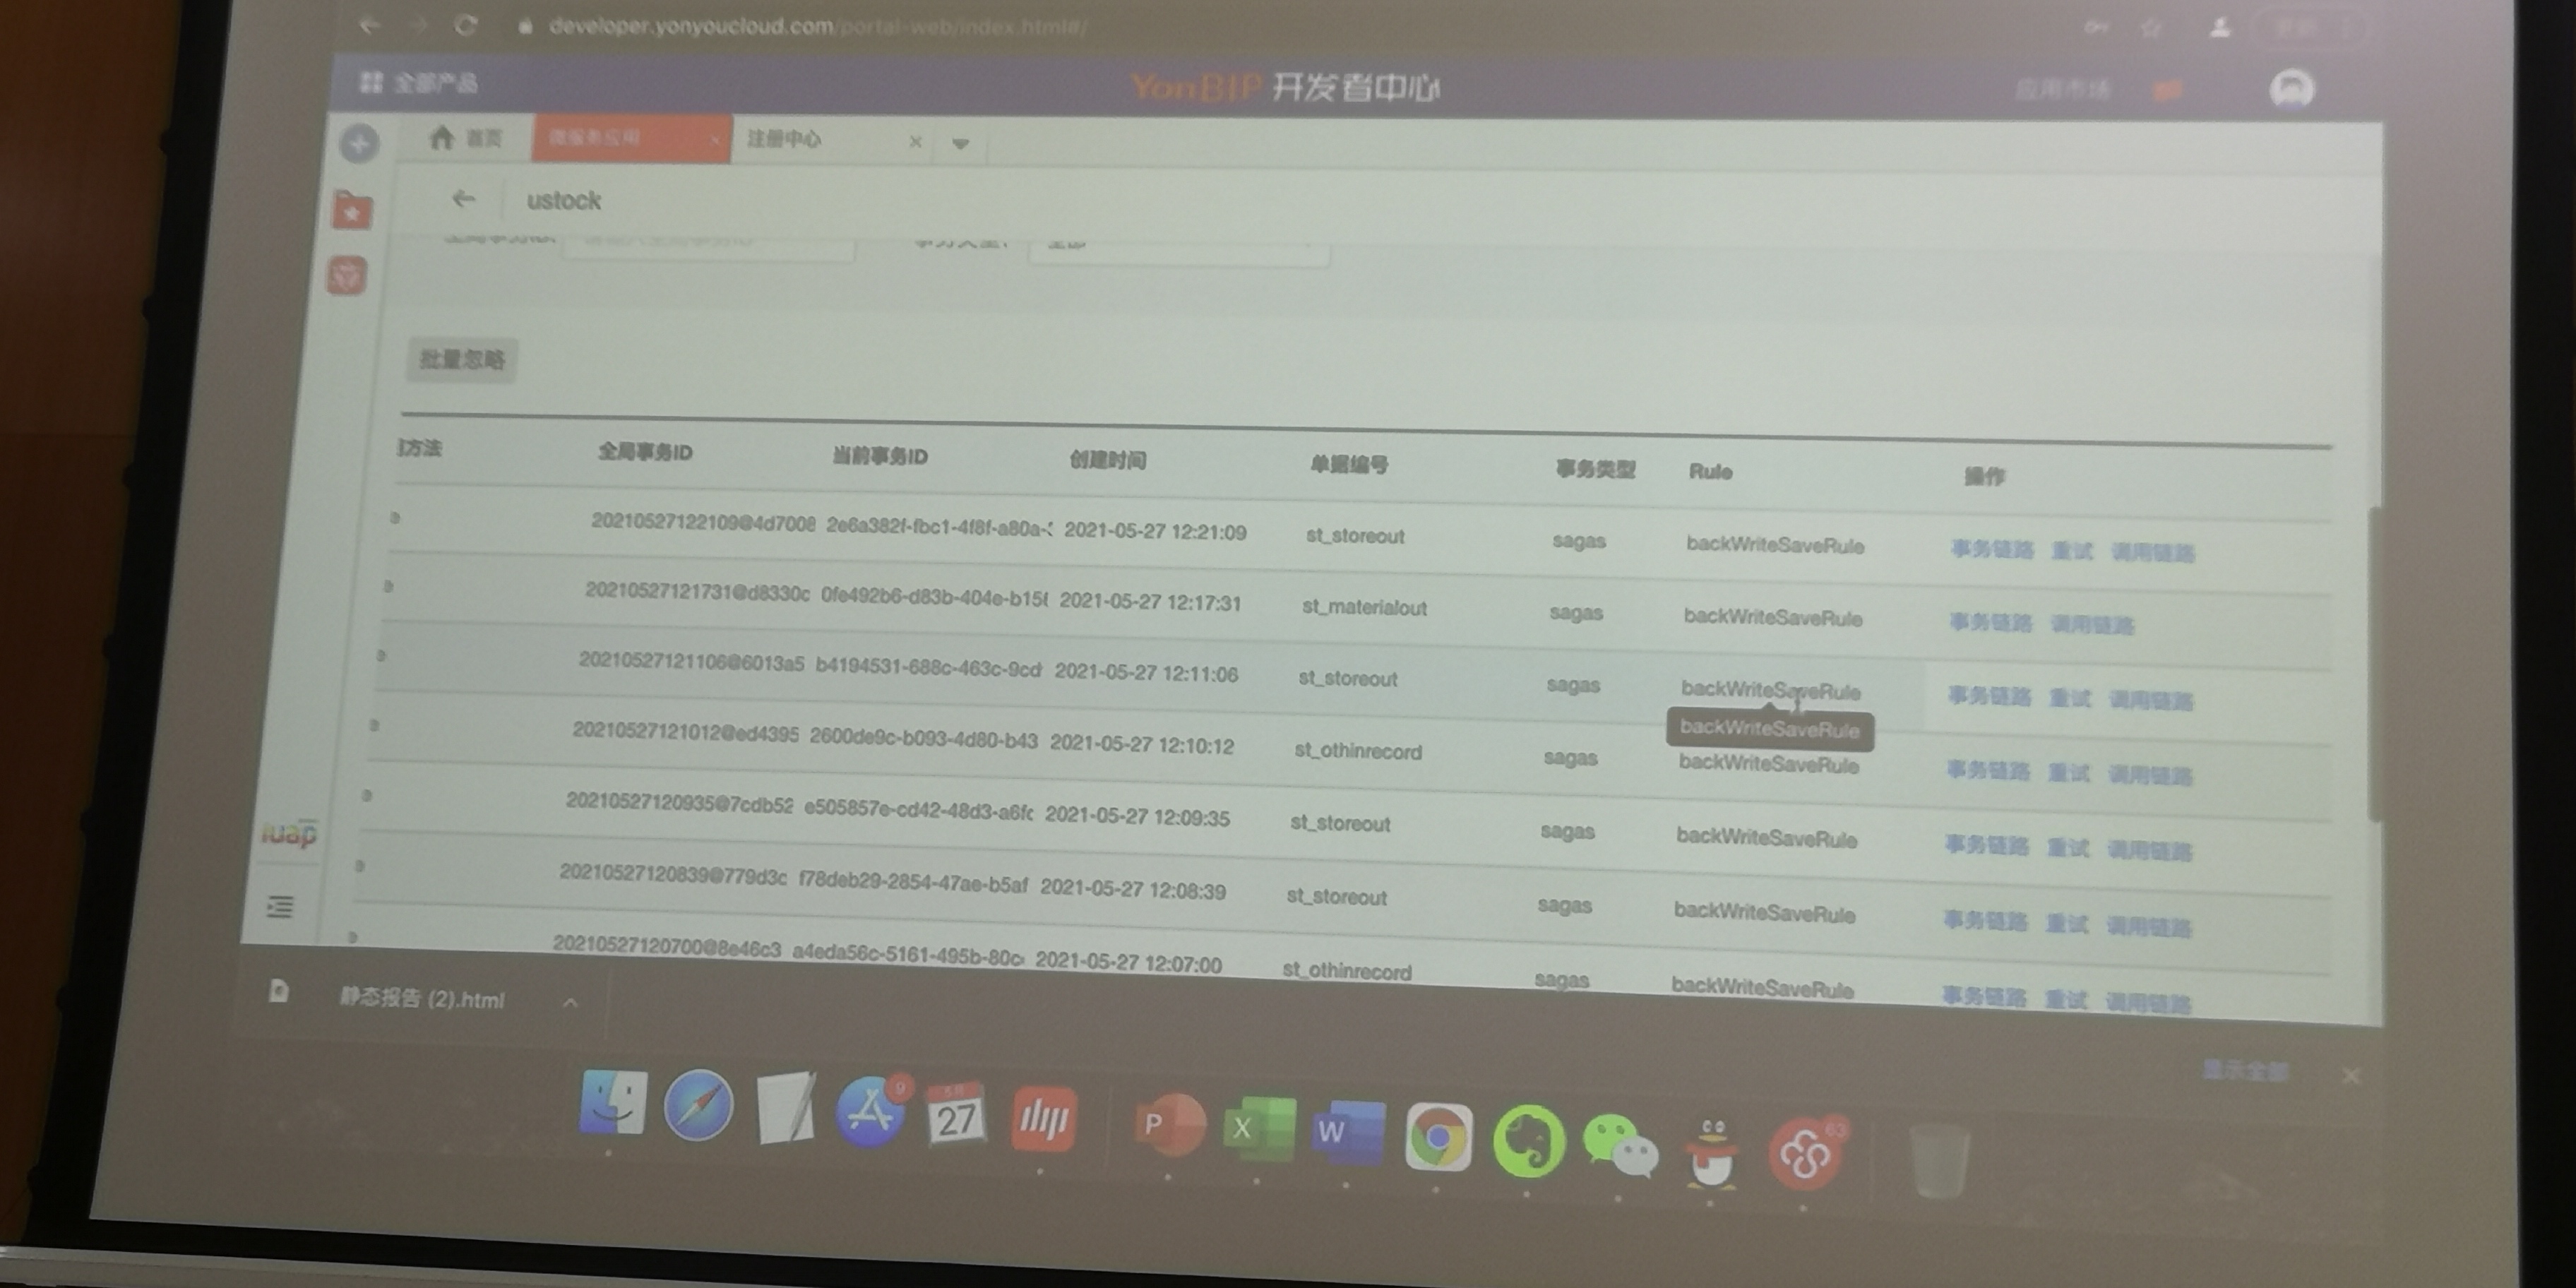 developer.yonyoucloud.com/portal-web/index.html#/
全部产品
YonBIP 开发者中心
应用市场
首页
微服务应用
注册中心
ustock
全部
批量忽略
方法 全局事务ID 当前事务ID 创建时间 单据编号 事务类型 Rule 操作
20210527122109@4d7008 2e6a382f-fbc1-4f8f-a80a- 2021-05-27 12:21:09 st_storeout sagas backWriteSaveRule 事务链路 重试 调用链路
20210527121731@d8330c 0fe492b6-d83b-404e-b15 2021-05-27 12:17:31 st_materialout sagas backWriteSaveRule 事务链路 调用链路
20210527121106@6013a5 b4194531-688c-463c-9cd 2021-05-27 12:11:06 st_storeout sagas backWriteSaveRule 事务链路 重试 调用链路
backWriteSaveRule
20210527121012@ed4395 2600de9c-b093-4d80-b43 2021-05-27 12:10:12 st_othinrecord sagas backWriteSaveRule 事务链路 重试 调用链路
20210527120935@7cdb52 e505857e-cd42-48d3-a6fc 2021-05-27 12:09:35 st_storeout sagas backWriteSaveRule 事务链路 重试 调用链路
20210527120839@779d3c f78deb29-2854-47ae-b5af 2021-05-27 12:08:39 st_storeout sagas backWriteSaveRule 事务链路 重试 调用链路
20210527120700@8e46c3 a4eda56c-5161-495b-80c 2021-05-27 12:07:00 st_othinrecord sagas backWriteSaveRule 事务链路 重试 调用链路
iuap
静态报告 (2).html
显示全部
9
5月
27
P
X
W
63